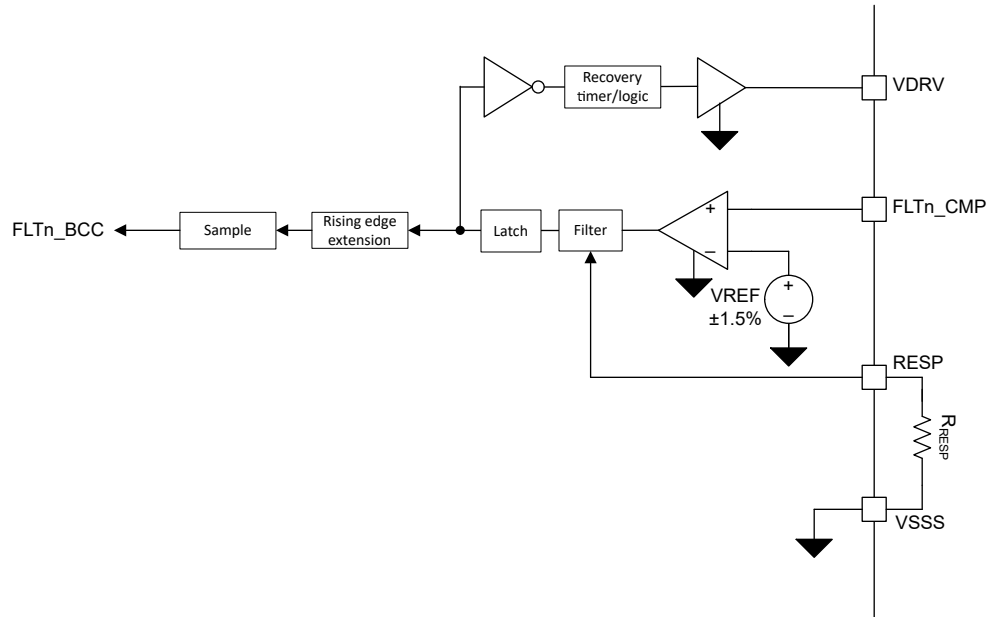 Recovery
timer/logic
VDRV
FLTn_CMP
FLTn_BCC
Sample
Rising edge
extension
Latch
Filter
+
–
VREF
±1.5%
+
–
RESP
RRESP
VSSS